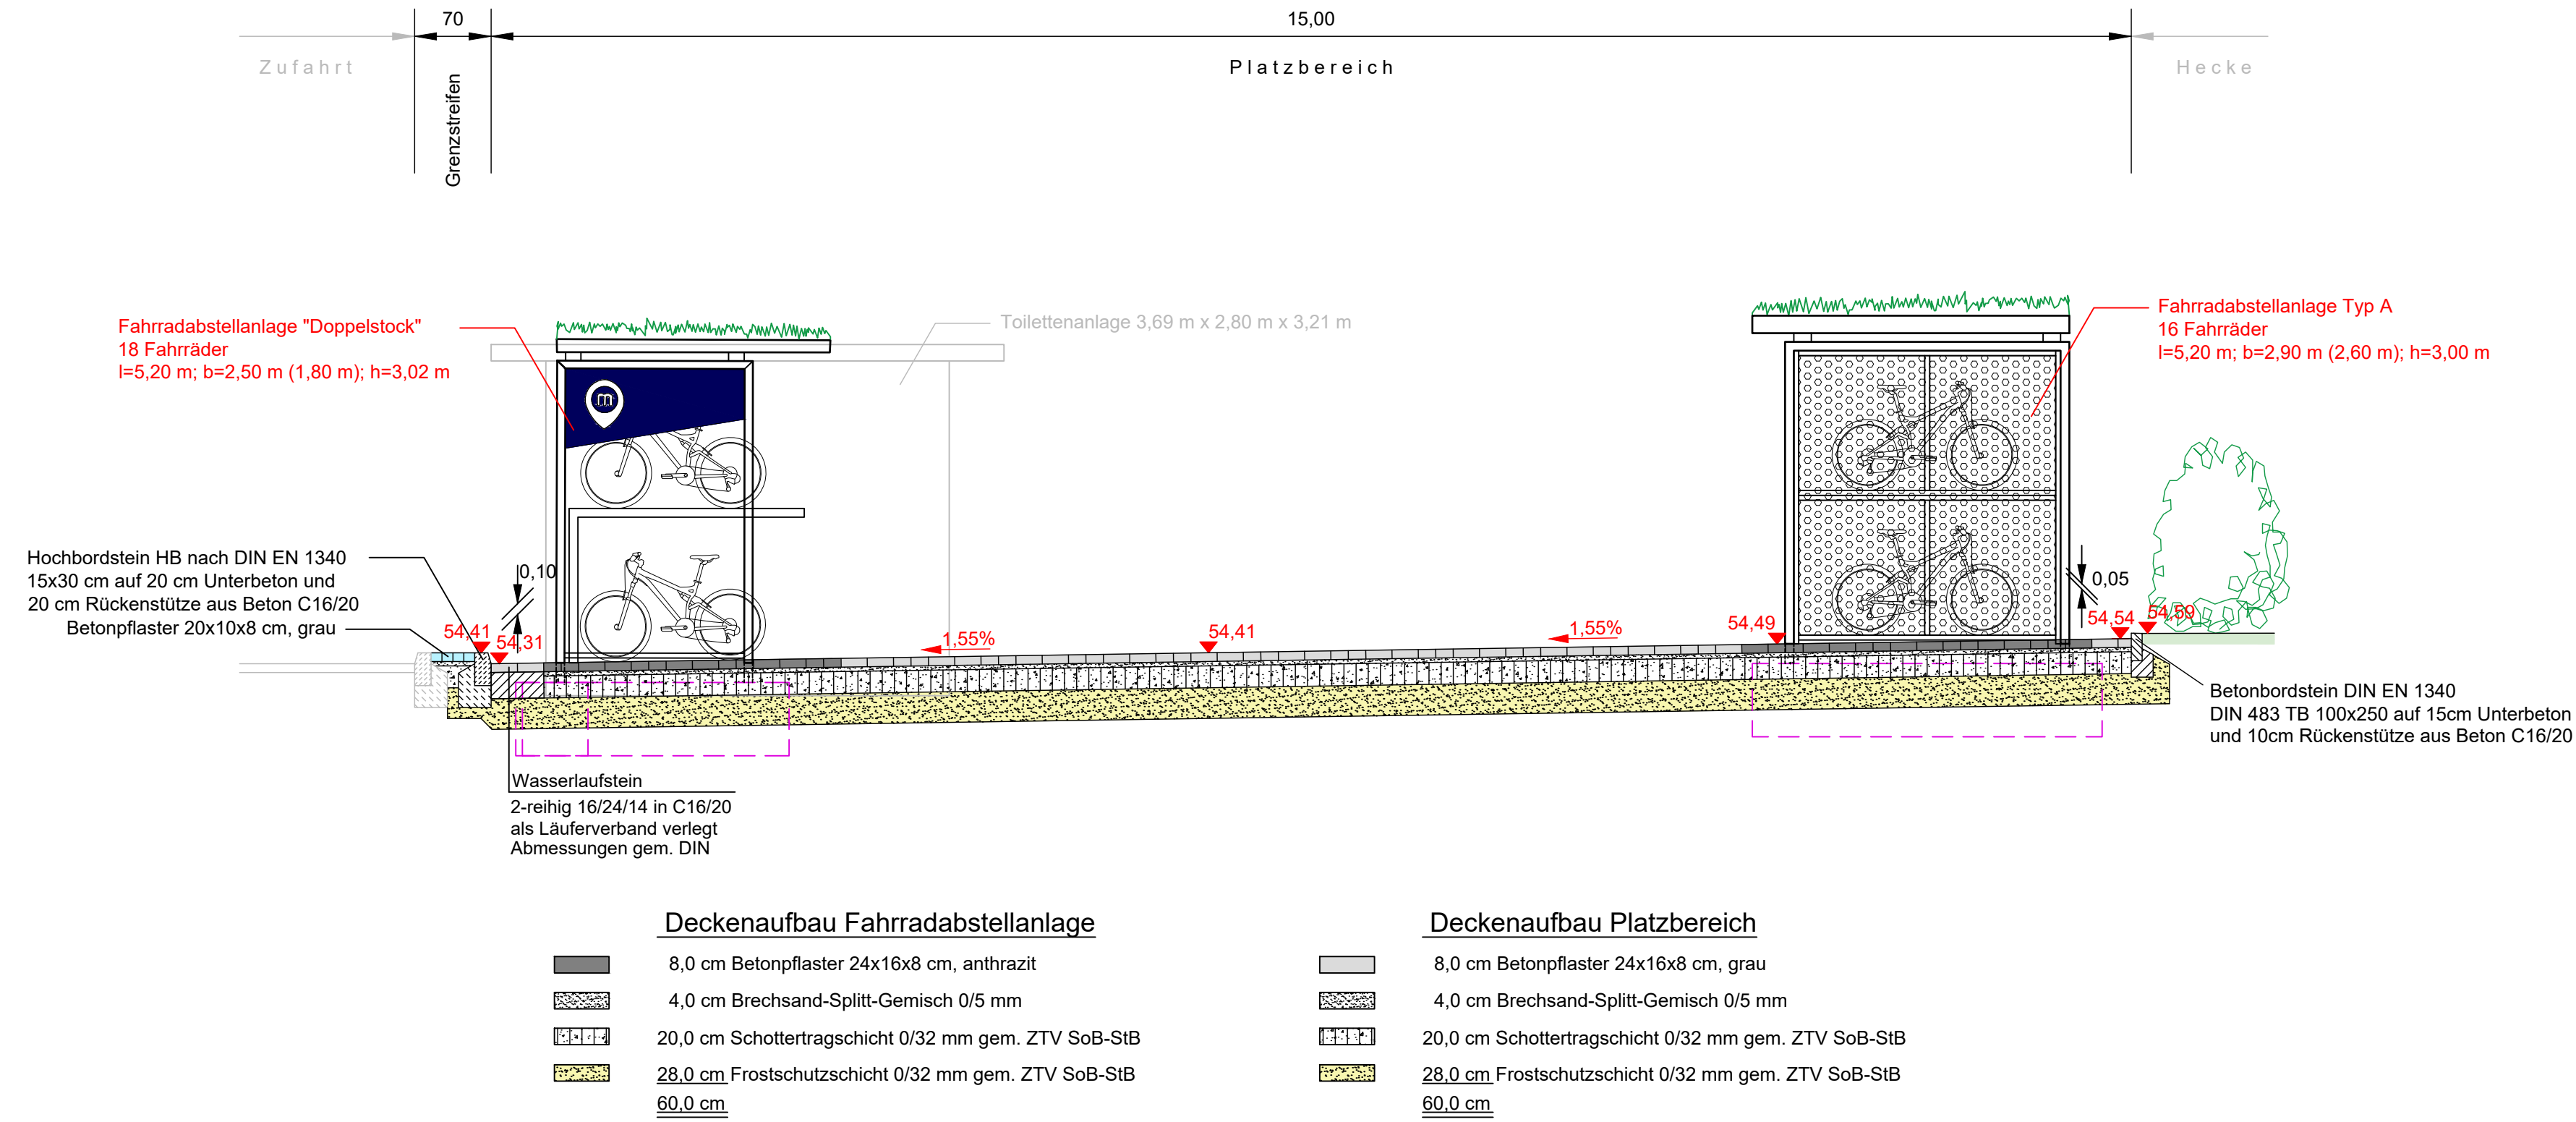 70
15,00
Zufahrt
Platzbereich
Hecke
Grenzstreifen
Fahrradabstellanlage "Doppelstock"
18 Fahrräder
l=5,20 m; b=2,50 m (1,80 m); h=3,02 m
Toilettenanlage 3,69 m x 2,80 m x 3,21 m
Fahrradabstellanlage Typ A
16 Fahrräder
l=5,20 m; b=2,90 m (2,60 m); h=3,00 m
m
Hochbordstein HB nach DIN EN 1340
15x30 cm auf 20 cm Unterbeton und
20 cm Rückenstütze aus Beton C16/20
Betonpflaster 20x10x8 cm, grau
0,10
0,05
54,41
54,31
1,55%
54,41
1,55%
54,49
54,54
54,59
Betonbordstein DIN EN 1340
DIN 483 TB 100x250 auf 15cm Unterbeton
und 10cm Rückenstütze aus Beton C16/20
Wasserlaufstein
2-reihig 16/24/14 in C16/20
als Läuferverband verlegt
Abmessungen gem. DIN
Deckenaufbau Fahrradabstellanlage
8,0 cm Betonpflaster 24x16x8 cm, anthrazit
4,0 cm Brechsand-Splitt-Gemisch 0/5 mm
20,0 cm Schottertragschicht 0/32 mm gem. ZTV SoB-StB
28,0 cm Frostschutzschicht 0/32 mm gem. ZTV SoB-StB
60,0 cm
Deckenaufbau Platzbereich
8,0 cm Betonpflaster 24x16x8 cm, grau
4,0 cm Brechsand-Splitt-Gemisch 0/5 mm
20,0 cm Schottertragschicht 0/32 mm gem. ZTV SoB-StB
28,0 cm Frostschutzschicht 0/32 mm gem. ZTV SoB-StB
60,0 cm